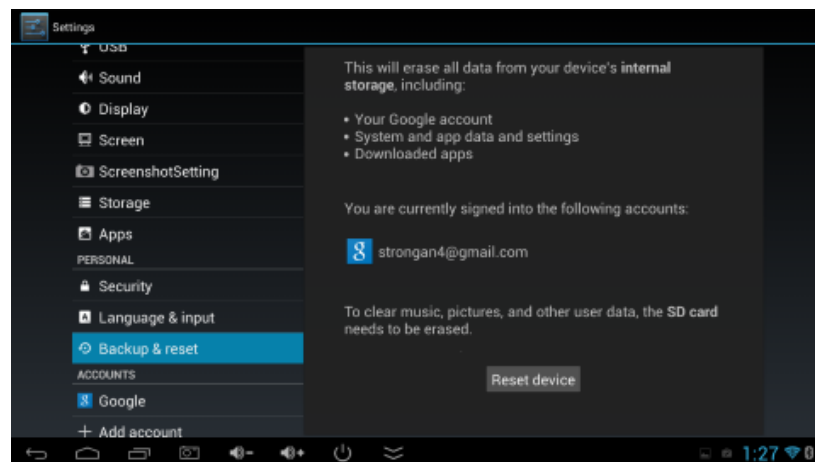 Settings
USB
Sound
Display
Screen
ScreenshotSetting
Storage
Apps
PERSONAL
Security
Language & input
Backup & reset
ACCOUNTS
Google
+ Add account
This will erase all data from your device's internal
storage, including:
• Your Google account
• System and app data and settings
• Downloaded apps
You are currently signed into the following accounts:
strongan4@gmail.com
To clear music, pictures, and other user data, the SD card
needs to be erased.
Reset device
1:27